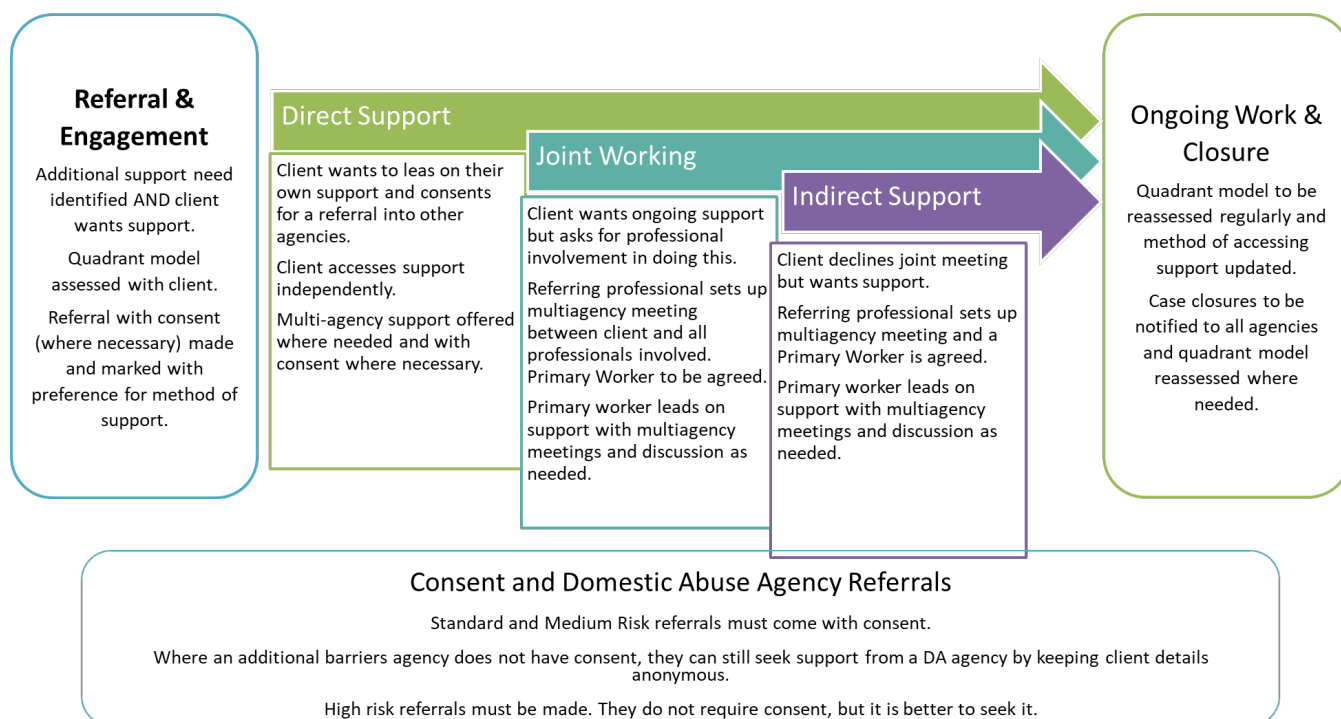 Referral &
Engagement
Additional support need
identified AND client
wants support.
Quadrant model
assessed with client.
Referral with consent
(where necessary) made
and marked with
preference for method of
support.
Direct Support
Client wants to leas on their
own support and consents
for a referral into other
agencies.
Client accesses support
independently.
Multi-agency support offered
where needed and with
consent where necessary.
Joint Working
Client wants ongoing support
but asks for professional
involvement in doing this.
Referring professional sets up
multiagency meeting
between client and all
professionals involved.
Primary Worker to be agreed.
Primary worker leads on
support with multiagency
meetings and discussion as
needed.
Indirect Support
Client declines joint meeting
but wants support.
Referring professional sets up
multiagency meeting and a
Primary Worker is agreed.
Primary worker leads on
support with multiagency
meetings and discussion as
needed.
Ongoing Work &
Closure
Quadrant model to be
reassessed regularly and
method of accessing
support updated.
Case closures to be
notified to all agencies
and quadrant model
reassessed where
needed.
Consent and Domestic Abuse Agency Referrals
Standard and Medium Risk referrals must come with consent.
Where an additional barriers agency does not have consent, they can still seek support from a DA agency by keeping client details
anonymous.
High risk referrals must be made. They do not require consent, but it is better to seek it.